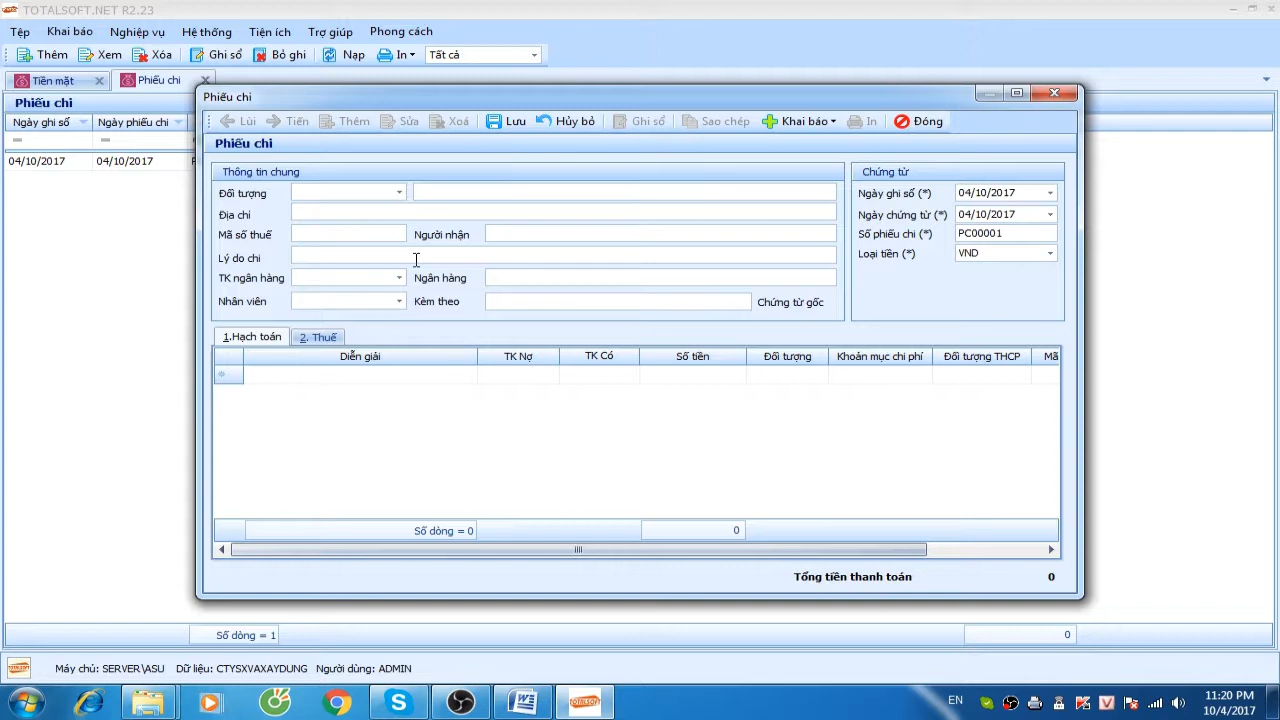 TOTALSOFT.NET R2.23
Tệp Khai báo Nghiệp vụ Hệ thống Tiện ích Trợ giúp Phong cách
Thêm Xem Xóa Ghi sổ Bỏ ghi Nạp In Tất cả
Tiền mặt Phiếu chi
Phiếu chi
Ngày ghi sổ Ngày phiếu chi
04/10/2017 04/10/2017
Phiếu chi
Lùi Tiến Thêm Sửa Xoá Lưu Hủy bỏ Ghi sổ Sao chép Khai báo In Đóng
Phiếu chi
Thông tin chung Chứng từ
Đối tượng Ngày ghi sổ (*) 04/10/2017
Địa chỉ Ngày chứng từ (*) 04/10/2017
Mã số thuế Người nhận Số phiếu chi (*) PC00001
Lý do chi Loại tiền (*) VND
TK ngân hàng Ngân hàng
Nhân viên Kèm theo Chứng từ gốc
1.Hạch toán 2. Thuế
Diễn giải TK Nợ TK Có Số tiền Đối tượng Khoản mục chi phí Đối tượng THCP Mã
Số dòng = 0 0
Tổng tiền thanh toán 0
Số dòng = 1 0
Máy chủ: SERVER\ASU Dữ liệu: CTYSXVAXAYDUNG Người dùng: ADMIN
EN 11:20 PM
10/4/2017